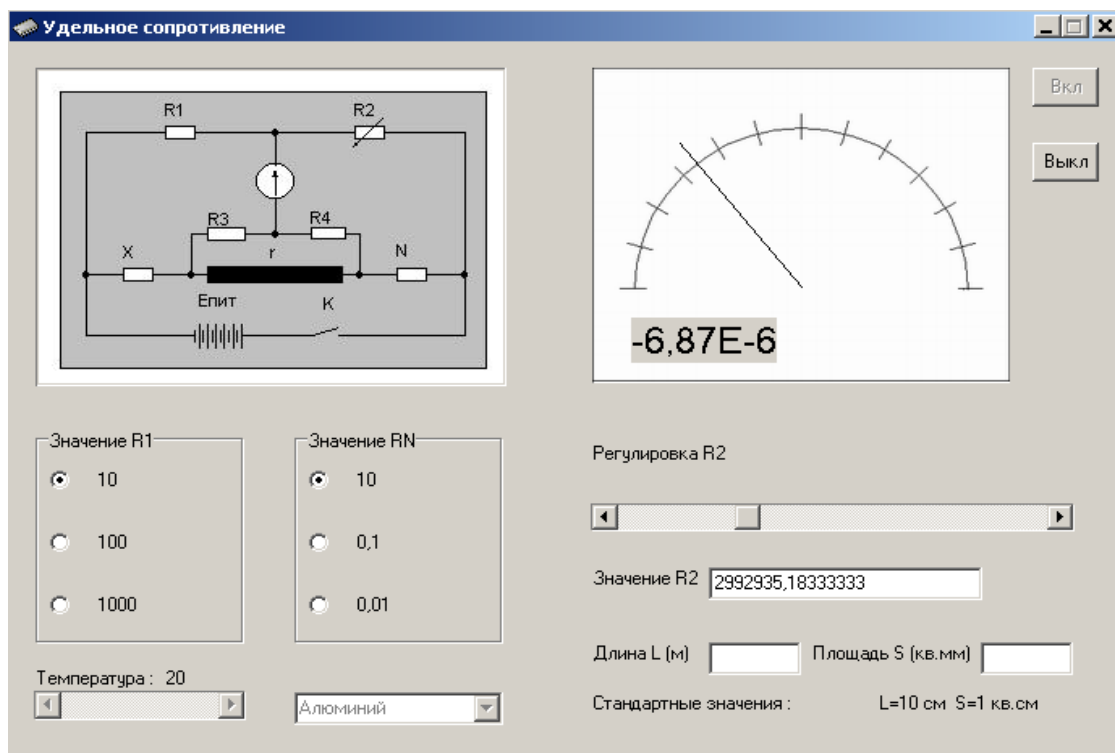 Удельное сопротивление
R1
R2
R3
R4
X
r
N
Епит
К
-6,87E-6
Вкл
Выкл
Значение R1
10
100
1000
Значение RN
10
0,1
0,01
Регулировка R2
Значение R2 2992935,18333333
Длина L (м) Площадь S (кв.мм)
Стандартные значения : L=10 см S=1 кв.см
Температура : 20
Алюминий